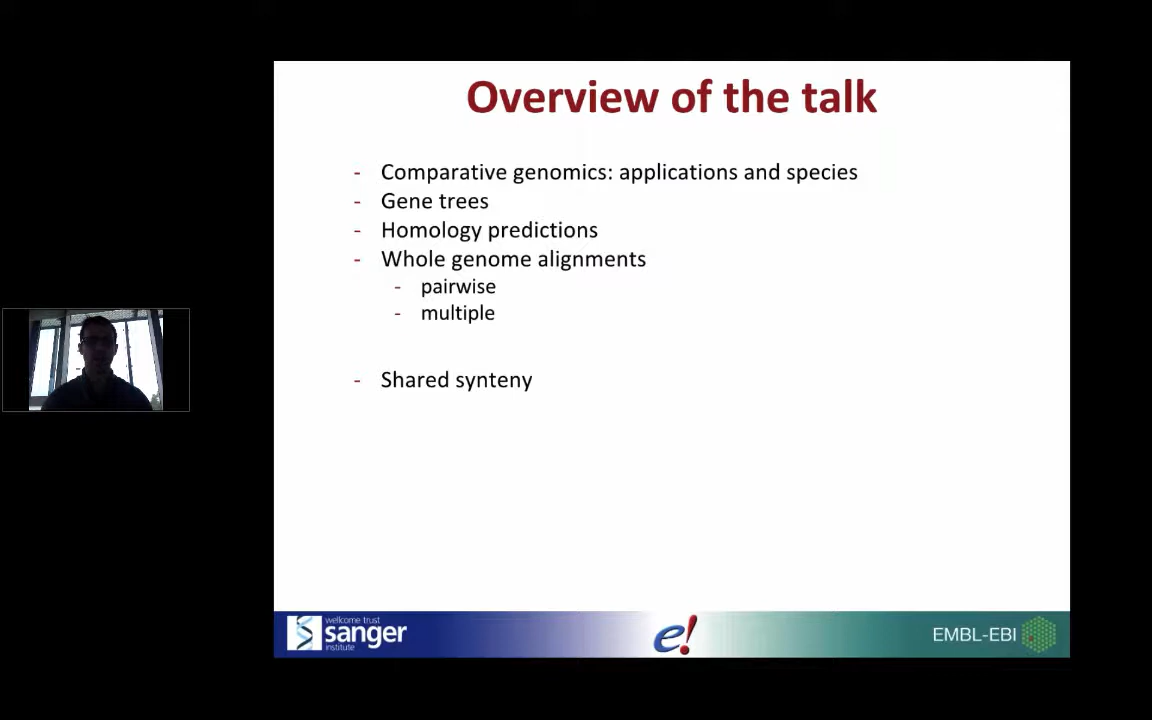 Overview of the talk
- Comparative genomics: applications and species
- Gene trees
- Homology predictions
- Whole genome alignments
- pairwise
- multiple
- Shared synteny
wellcome trust
sanger
institute
e!
EMBL-EBI